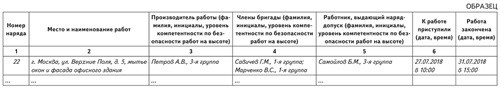 ОБРАЗЕЦ
Номер наряда
Место и наименование работ
Производитель работы (фамилия, инициалы, уровень компетентности по безопасности работ на высоте)
Члены бригады (фамилия, инициалы, уровень компетентности по безопасности работ на высоте)
Работник, выдающий наряд-допуск (фамилия, инициалы, уровень компетентности по безопасности работ на высоте)
К работе приступили (дата, время)
Работа закончена (дата, время)
1 2 3 4 5 6
22
г. Москва, ул. Верхние Поля, д. 5, мытье
окон и фасада офисного здания
Петров А.В., 3-я группа
Садичев Г.М., 1-я группа;
Марченко В.С., 1-я группа
Самойлов Б.М., 3-я группа
27.07.2018
в 10:00
31.07.2018
в 15:00
... ... ... ... ... ... ...